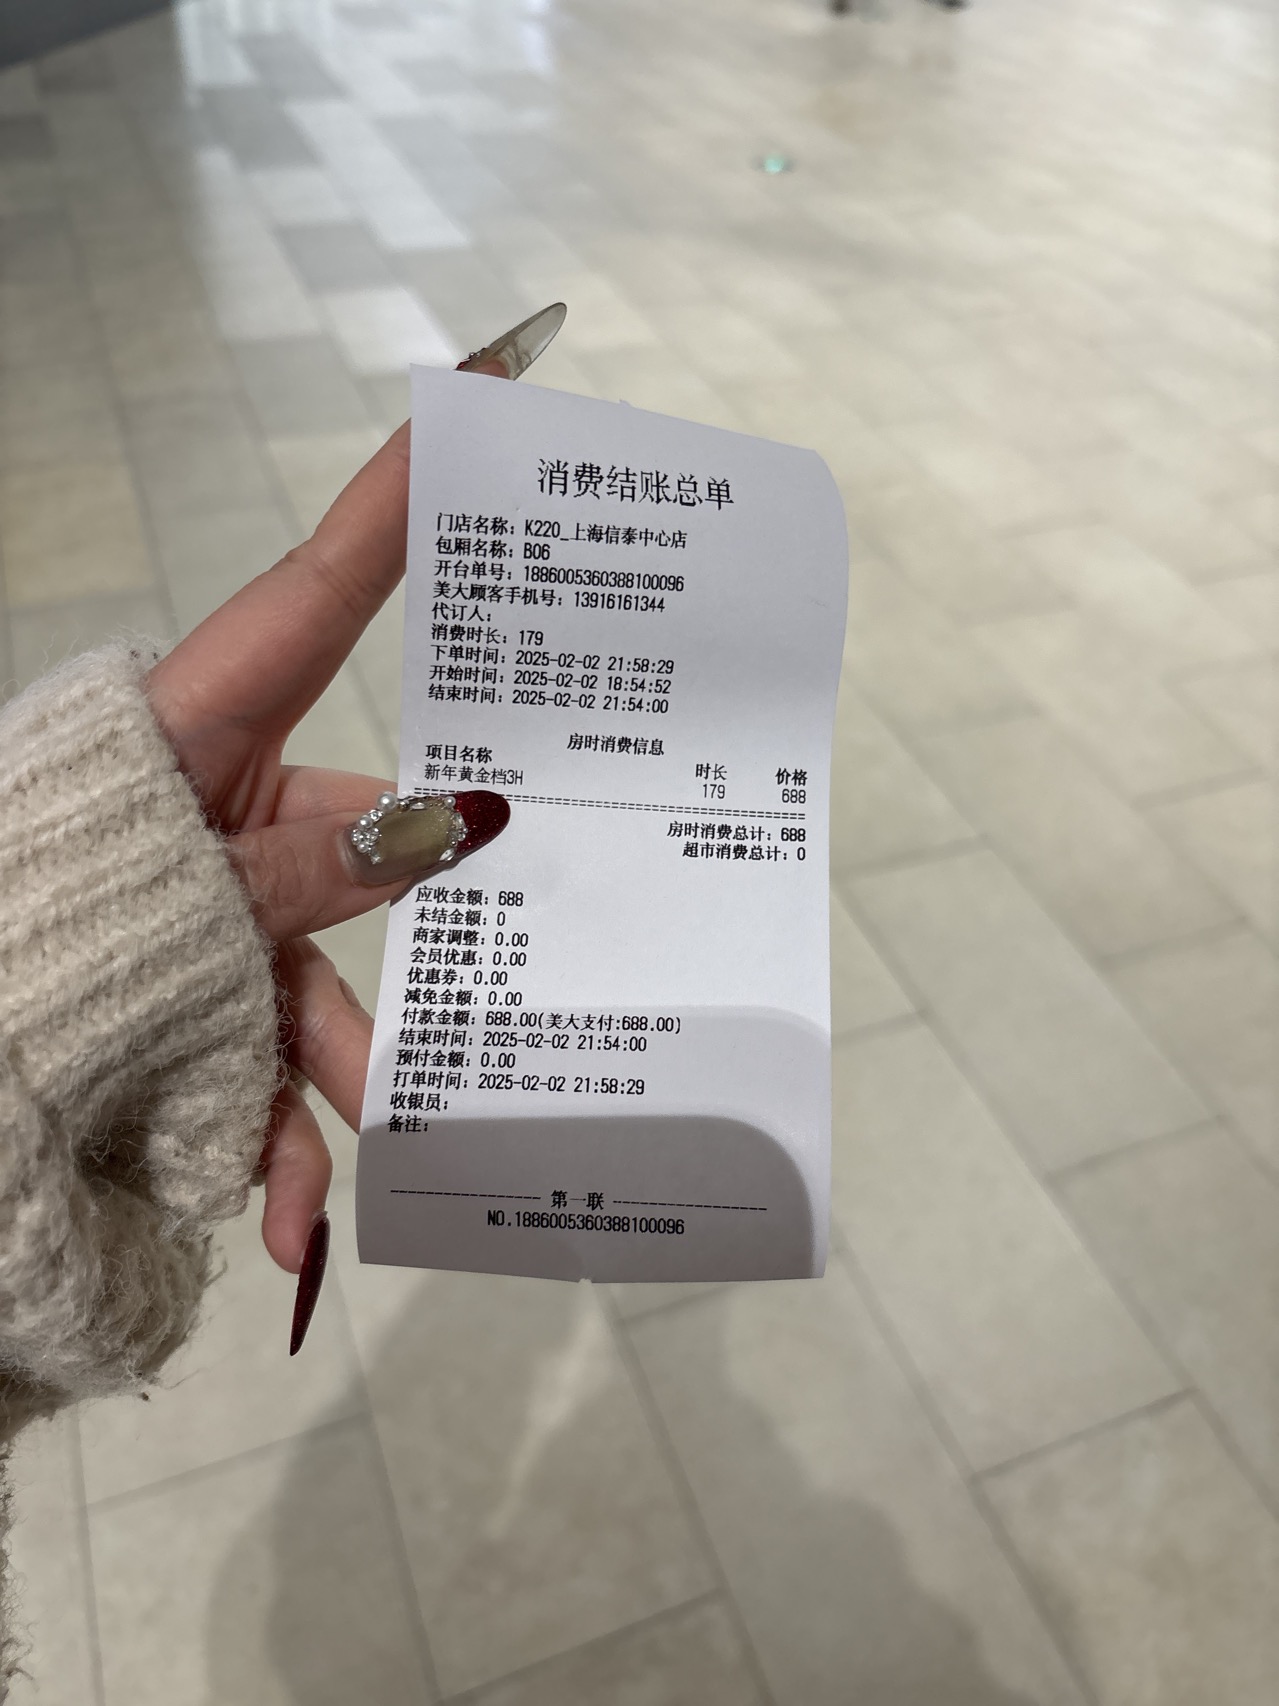 消费结账总单
门店名称：K220_上海信泰中心店
包厢名称：B06
开台单号：1886005360388100096
美大顾客手机号：13916161344
代订人：
消费时长：179
下单时间：2025-02-02 21:58:29
开始时间：2025-02-02 18:54:52
结束时间：2025-02-02 21:54:00
房时消费信息
项目名称 时长 价格
新年黄金档3H 179 688
房时消费总计：688
超市消费总计：0
应收金额：688
未结金额：0
商家调整：0.00
会员优惠：0.00
优惠券：0.00
减免金额：0.00
付款金额：688.00(美大支付:688.00)
结束时间：2025-02-02 21:54:00
预付金额：0.00
打单时间：2025-02-02 21:58:29
收银员：
备注：
----------------- 第一联 -----------------
NO.1886005360388100096